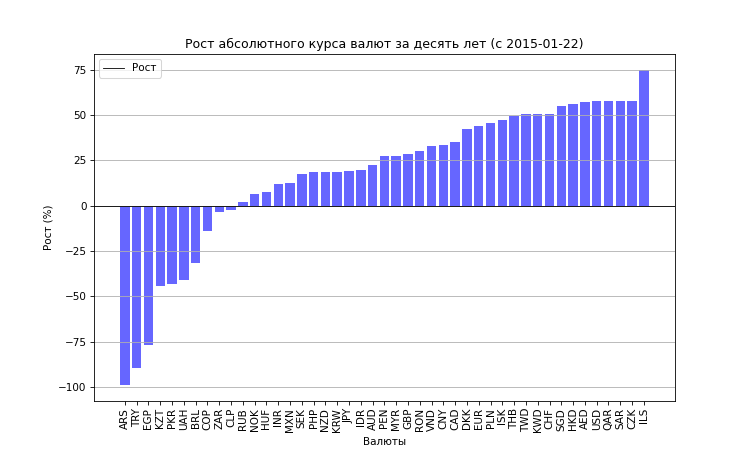 Рост абсолютного курса валют за десять лет (с 2015-01-22)
Рост
75
50
25
0
−25
−50
−75
−100
Рост (%)
ARS TRY EGP KZT PKR UAH BRL COP ZAR CLP RUB NOK HUF INR MXN SEK PHP NZD KRW JPY IDR AUD PEN MYR GBP RON VND CNY CAD DKK EUR PLN ISK THB TWD KWD CHF SGD HKD AED USD QAR SAR CZK ILS
Валюты